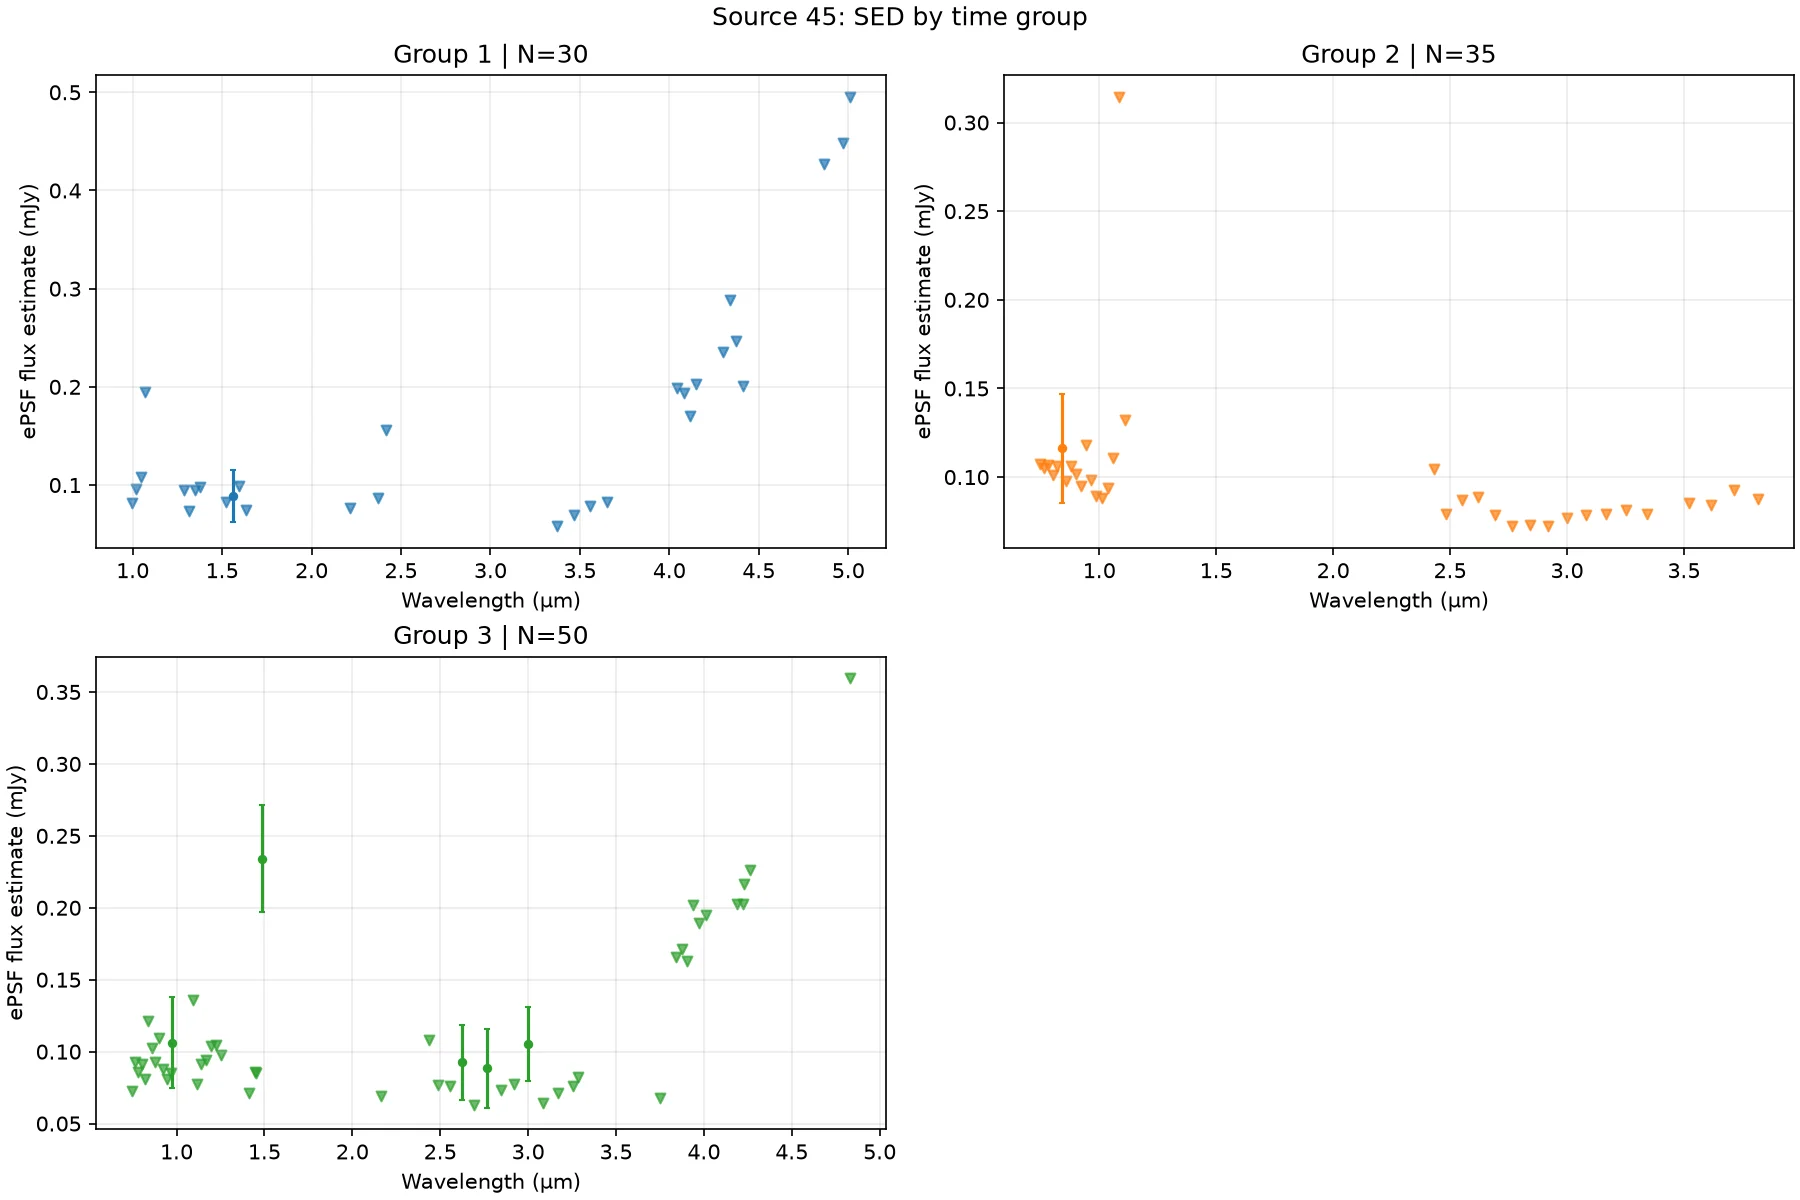 Source 45: SED by time group
Group 1 | N=30
ePSF flux estimate (mJy)
0.5
0.4
0.3
0.2
0.1
1.0 1.5 2.0 2.5 3.0 3.5 4.0 4.5 5.0
Wavelength (μm)
Group 2 | N=35
ePSF flux estimate (mJy)
0.30
0.25
0.20
0.15
0.10
1.0 1.5 2.0 2.5 3.0 3.5
Wavelength (μm)
Group 3 | N=50
ePSF flux estimate (mJy)
0.35
0.30
0.25
0.20
0.15
0.10
0.05
1.0 1.5 2.0 2.5 3.0 3.5 4.0 4.5 5.0
Wavelength (μm)